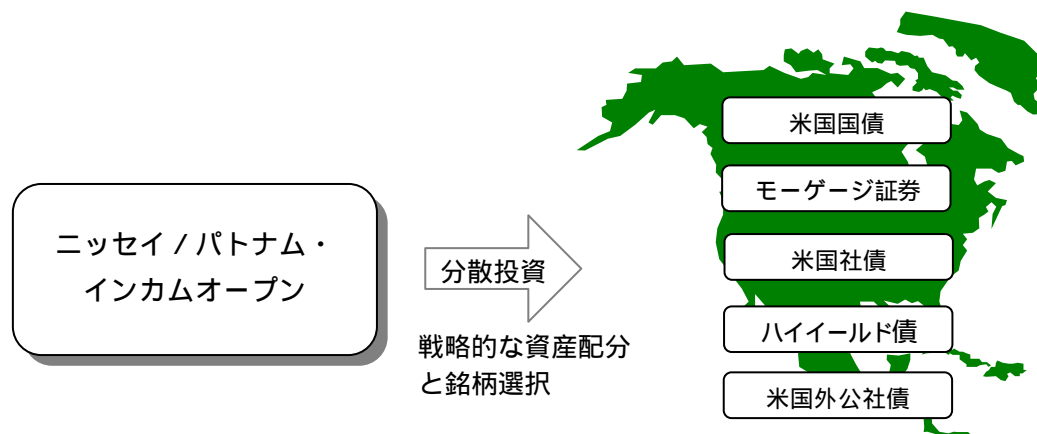 ニッセイ / パトナム・
インカムオープン
分散投資
戦略的な資産配分
と銘柄選択
米国国債
モーゲージ証券
米国社債
ハイイールド債
米国外公社債